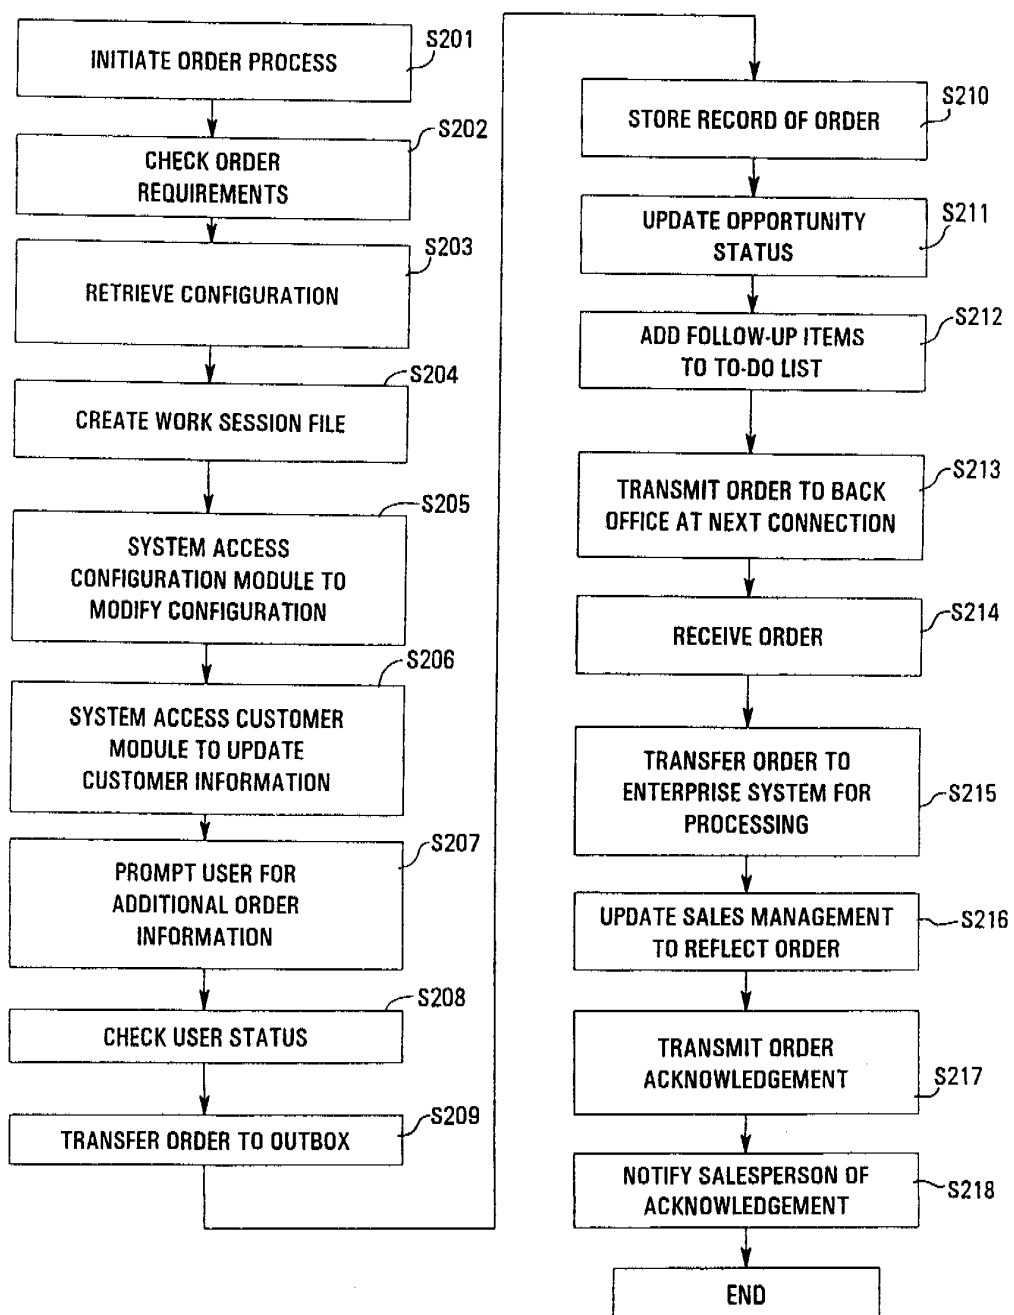 INITIATE ORDER PROCESS
S201
CHECK ORDER
REQUIREMENTS
S202
RETRIEVE CONFIGURATION
S203
CREATE WORK SESSION FILE
S204
SYSTEM ACCESS
CONFIGURATION MODULE TO
MODIFY CONFIGURATION
S205
SYSTEM ACCESS CUSTOMER
MODULE TO UPDATE
CUSTOMER INFORMATION
S206
PROMPT USER FOR
ADDITIONAL ORDER
INFORMATION
S207
CHECK USER STATUS
S208
TRANSFER ORDER TO OUTBOX
S209
STORE RECORD OF ORDER
S210
UPDATE OPPORTUNITY
STATUS
S211
ADD FOLLOW-UP ITEMS
TO TO-DO LIST
S212
TRANSMIT ORDER TO BACK
OFFICE AT NEXT CONNECTION
S213
RECEIVE ORDER
S214
TRANSFER ORDER TO
ENTERPRISE SYSTEM FOR
PROCESSING
S215
UPDATE SALES MANAGEMENT
TO REFLECT ORDER
S216
TRANSMIT ORDER
ACKNOWLEDGEMENT
S217
NOTIFY SALESPERSON OF
ACKNOWLEDGEMENT
S218
END